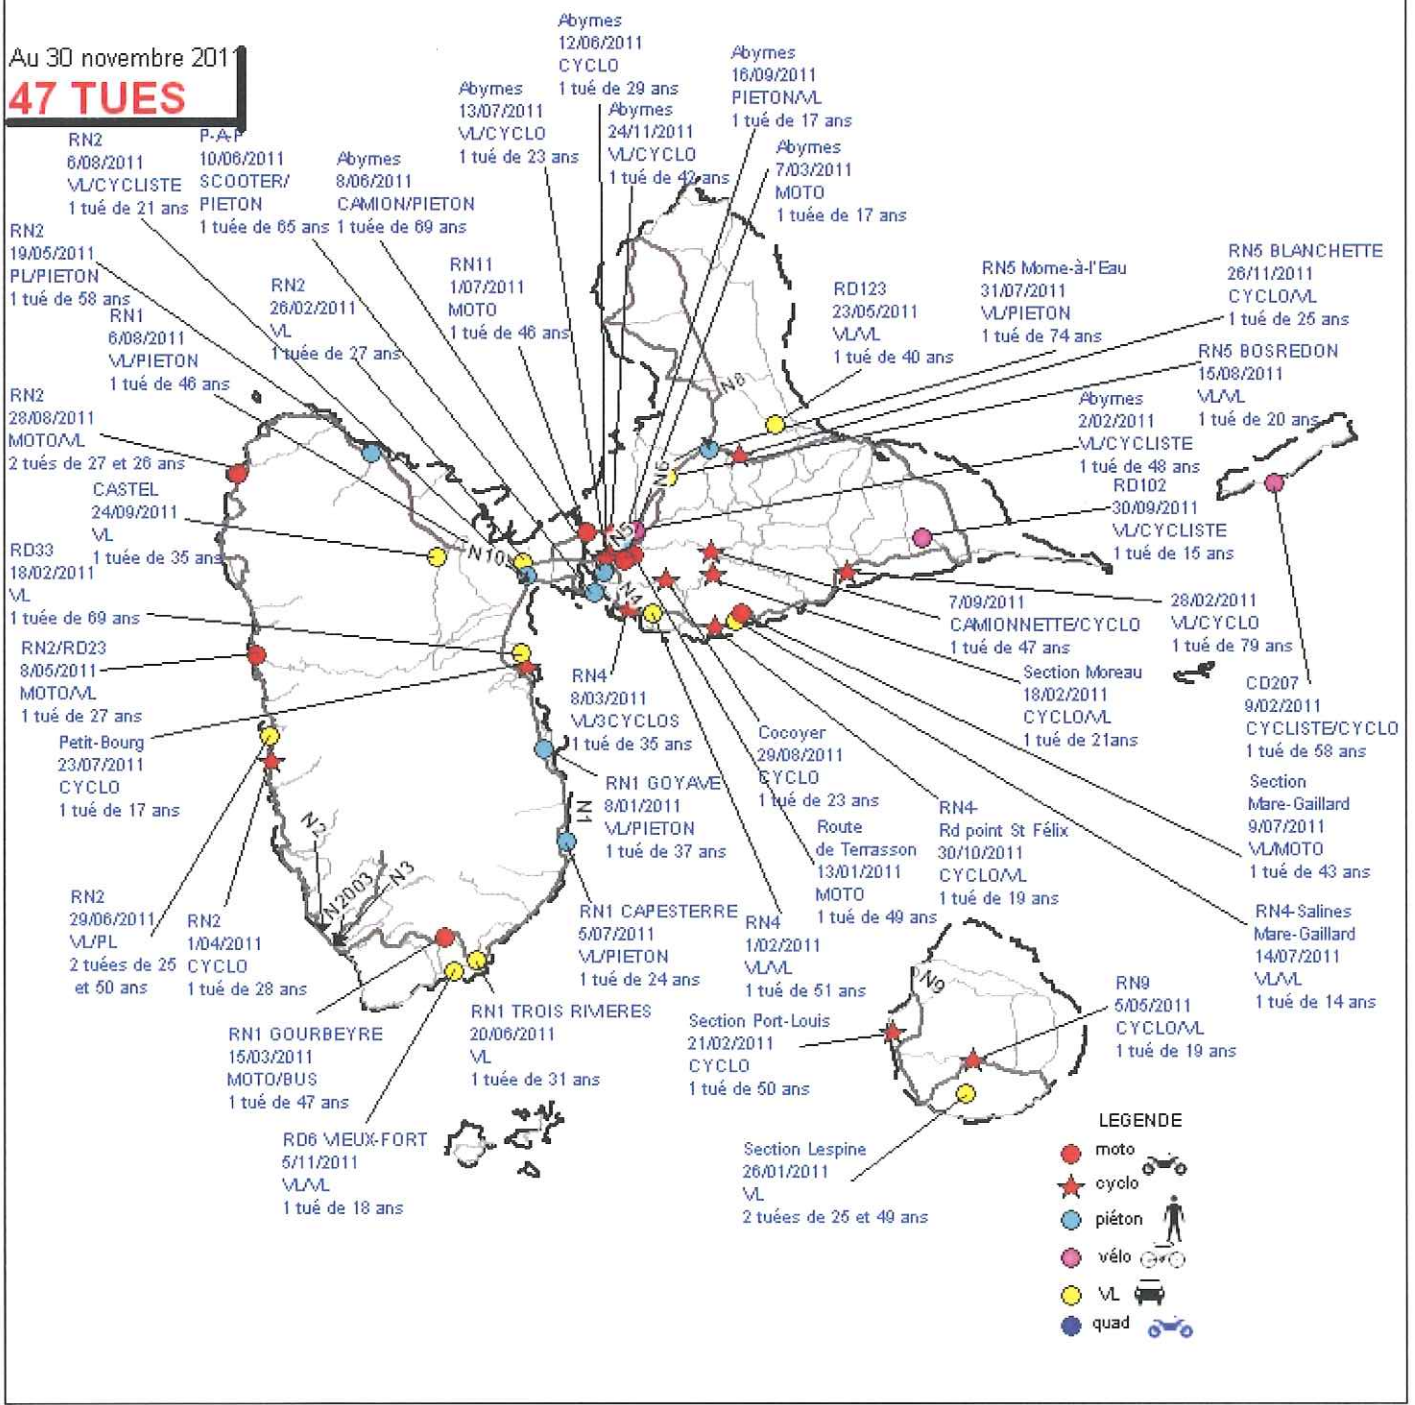 Au 30 novembre 2011
47 TUES
Abymes
12/06/2011
CYCLO
1 tué de 29 ans
Abymes
16/09/2011
PIETON/VL
1 tué de 17 ans
Abymes
13/07/2011
VL/CYCLO
1 tué de 23 ans
Abymes
24/11/2011
VL/CYCLO
1 tué de 42 ans
Abymes
7/03/2011
MOTO
1 tuée de 17 ans
RN2
6/08/2011
VL/CYCLISTE
1 tué de 21 ans
P-A-P
10/06/2011
SCOOTER/
PIETON
1 tuée de 65 ans
Abymes
8/06/2011
CAMION/PIETON
1 tuée de 69 ans
RN2
19/05/2011
PL/PIETON
1 tué de 58 ans
RN1
6/08/2011
VL/PIETON
1 tué de 46 ans
RN2
26/02/2011
VL
1 tuée de 27 ans
RN11
1/07/2011
MOTO
1 tué de 46 ans
RD123
23/05/2011
VL/VL
1 tué de 40 ans
RN5 Morne-à-l'Eau
31/07/2011
VL/PIETON
1 tué de 74 ans
RN5 BLANCHETTE
26/11/2011
CYCLO/VL
1 tué de 25 ans
RN5 BOSREDON
15/08/2011
VL/VL
1 tué de 20 ans
Abymes
2/02/2011
VL/CYCLISTE
1 tué de 48 ans
RD102
30/09/2011
VL/CYCLISTE
1 tué de 15 ans
RN2
28/08/2011
MOTO/VL
2 tués de 27 et 26 ans
CASTEL
24/09/2011
VL
1 tuée de 35 ans
RD33
18/02/2011
VL
1 tuée de 69 ans
RN2/RD23
8/05/2011
MOTO/VL
1 tué de 27 ans
Petit-Bourg
23/07/2011
CYCLO
1 tué de 17 ans
N8
N6
N5
N10
N4
N1
N2
N2003
N3
N9
RN4
8/03/2011
VL/3CYCLOS
1 tué de 35 ans
7/09/2011
CAMIONNETTE/CYCLO
1 tué de 47 ans
28/02/2011
VL/CYCLO
1 tué de 79 ans
Section Moreau
18/02/2011
CYCLO/VL
1 tué de 21ans
CD207
9/02/2011
CYCLISTE/CYCLO
1 tué de 58 ans
Cocoyer
29/08/2011
CYCLO
1 tué de 23 ans
RN1 GOYAVE
8/01/2011
VL/PIETON
1 tué de 37 ans
Route
de Terrasson
13/01/2011
MOTO
1 tué de 49 ans
RN4-
Rd point St Félix
30/10/2011
CYCLO/VL
1 tué de 19 ans
Section
Mare-Gaillard
9/07/2011
VL/MOTO
1 tué de 43 ans
RN2
29/06/2011
VL/PL
2 tuées de 25
et 50 ans
RN2
1/04/2011
CYCLO
1 tué de 28 ans
RN1 CAPESTERRE
5/07/2011
VL/PIETON
1 tué de 24 ans
RN4
1/02/2011
VL/VL
1 tué de 51 ans
RN4-Salines
Mare-Gaillard
14/07/2011
VL/VL
1 tué de 14 ans
RN1 GOURBEYRE
15/03/2011
MOTO/BUS
1 tué de 47 ans
RN1 TROIS RIVIERES
20/06/2011
VL
1 tuée de 31 ans
Section Port-Louis
21/02/2011
CYCLO
1 tué de 50 ans
RN9
5/05/2011
CYCLO/VL
1 tué de 19 ans
RD6 VIEUX-FORT
5/11/2011
VL/VL
1 tué de 18 ans
Section Lespine
26/01/2011
VL
2 tuées de 25 et 49 ans
LEGENDE
moto
cyclo
piéton
vélo
VL
quad